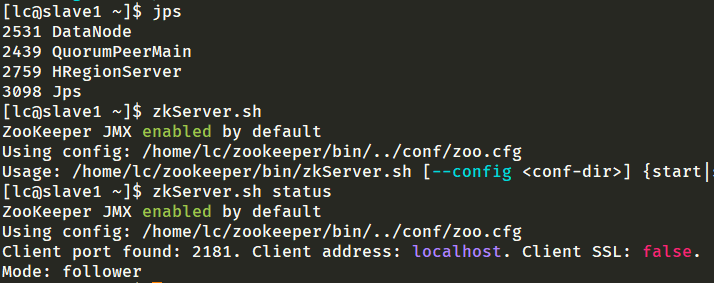 [lc@slave1 ~]$ jps
2531 DataNode
2439 QuorumPeerMain
2759 HRegionServer
3098 Jps
[lc@slave1 ~]$ zkServer.sh
ZooKeeper JMX enabled by default
Using config: /home/lc/zookeeper/bin/../conf/zoo.cfg
Usage: /home/lc/zookeeper/bin/zkServer.sh [--config <conf-dir>] {start|
[lc@slave1 ~]$ zkServer.sh status
ZooKeeper JMX enabled by default
Using config: /home/lc/zookeeper/bin/../conf/zoo.cfg
Client port found: 2181. Client address: localhost. Client SSL: false.
Mode: follower